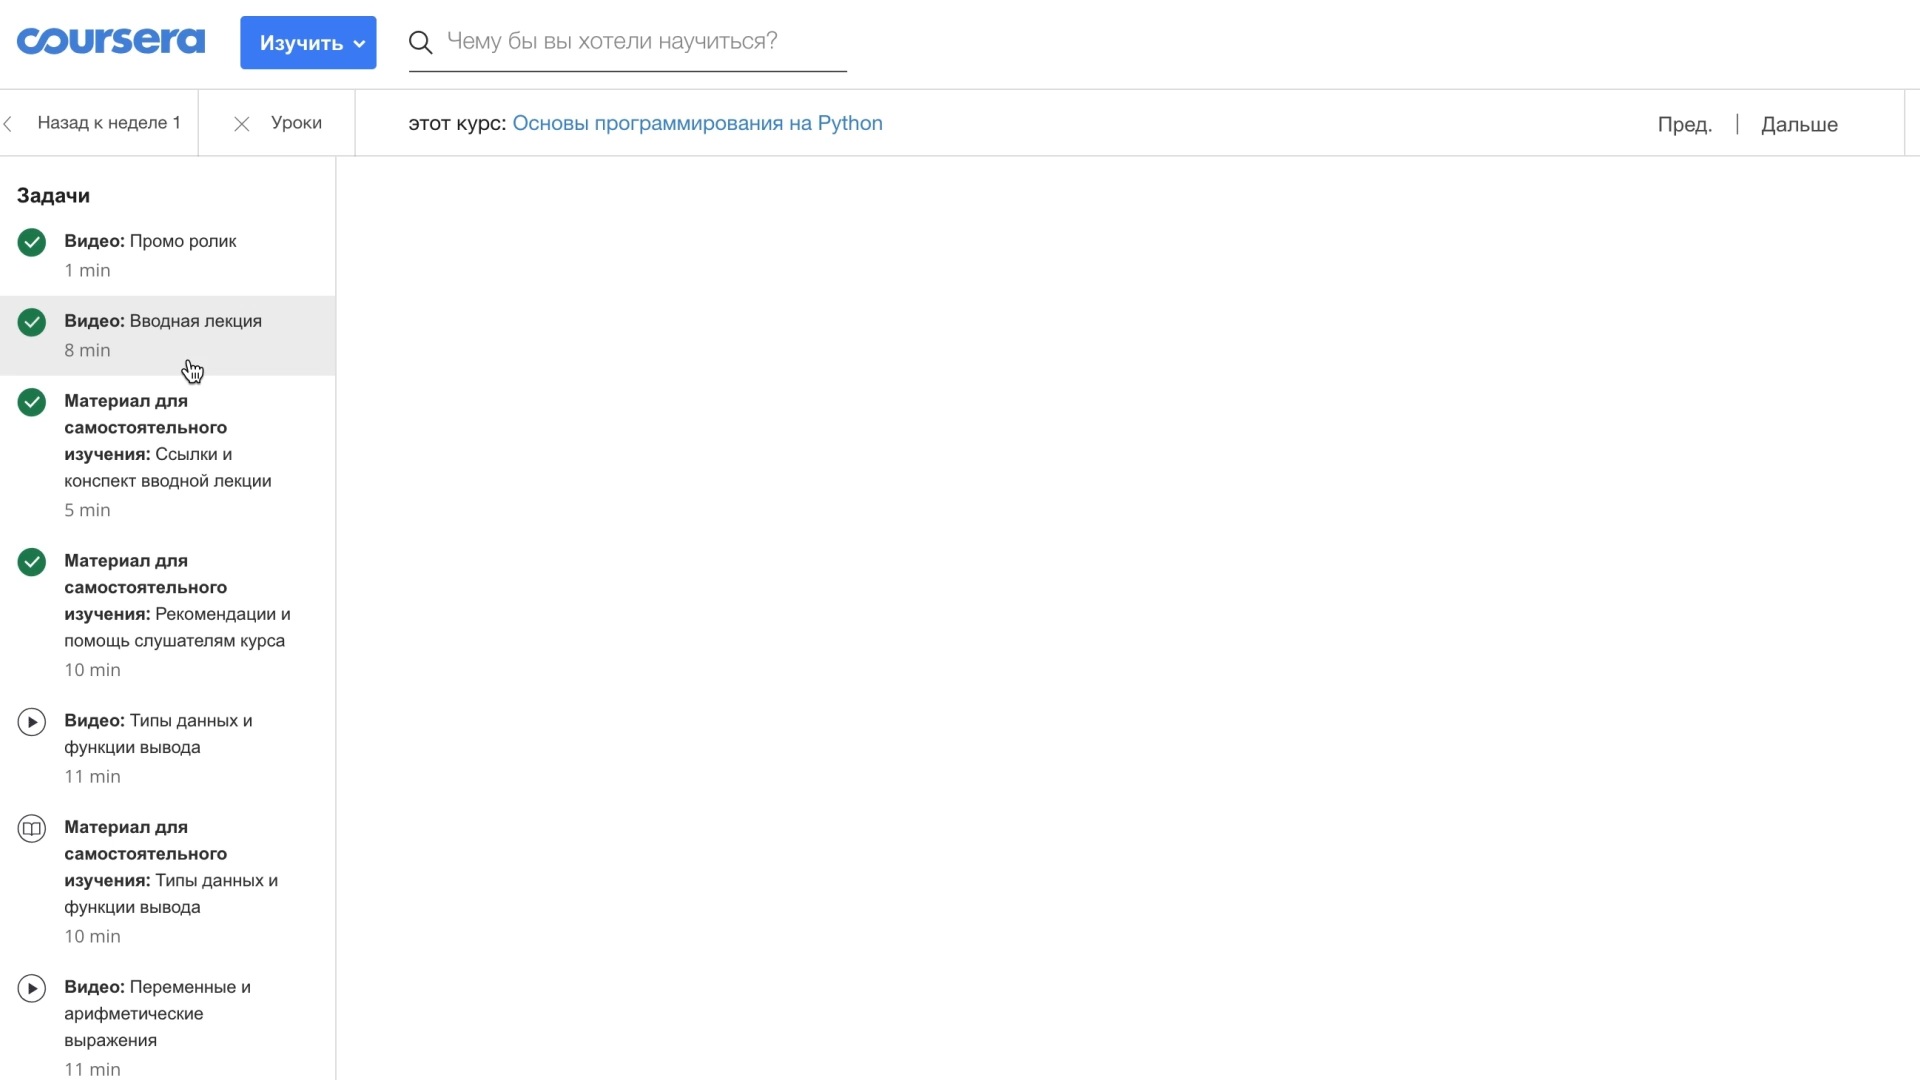 coursera
Изучить
Чему бы вы хотели научиться?
Назад к неделе 1
Уроки
этот курс: Основы программирования на Python
Пред. | Дальше
Задачи
Видео: Промо ролик
1 min
Видео: Вводная лекция
8 min
Материал для
самостоятельного
изучения: Ссылки и
конспект вводной лекции
5 min
Материал для
самостоятельного
изучения: Рекомендации и
помощь слушателям курса
10 min
Видео: Типы данных и
функции вывода
11 min
Материал для
самостоятельного
изучения: Типы данных и
функции вывода
10 min
Видео: Переменные и
арифметические
выражения
11 min